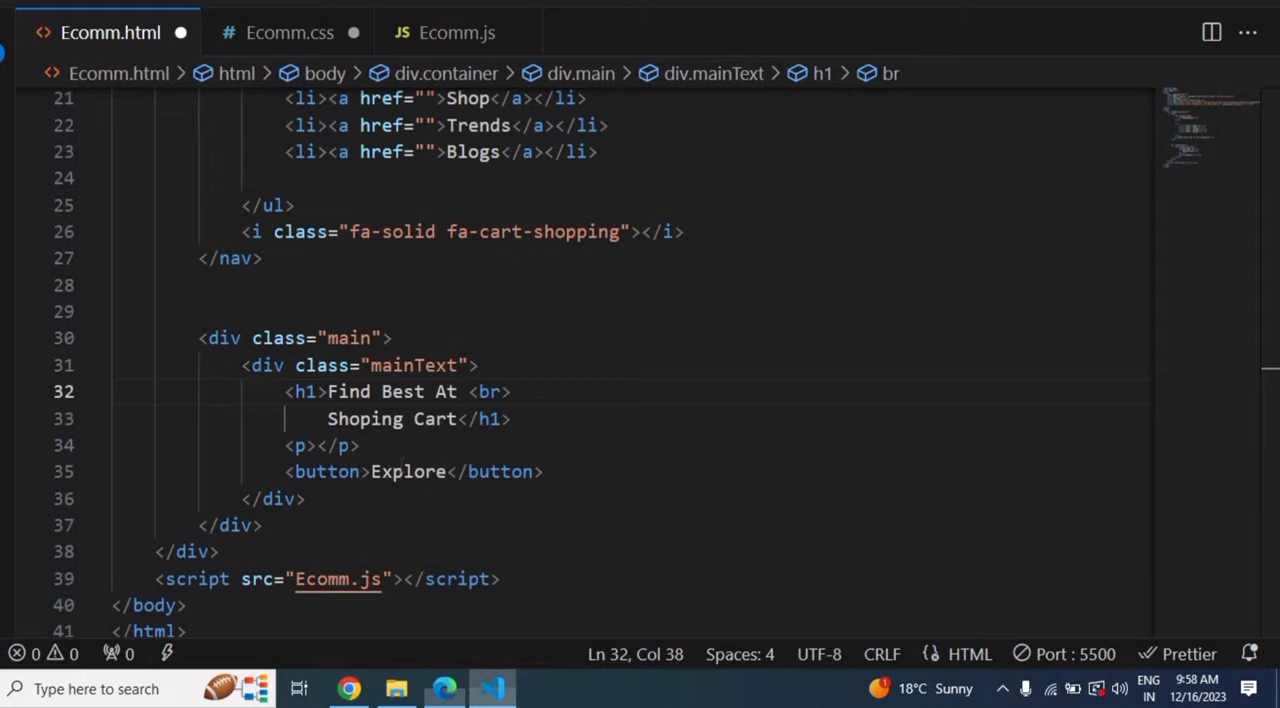 Ecomm.html Ecomm.css JS Ecomm.js
Ecomm.html > html > body > div.container > div.main > div.mainText > h1 > br
21 <li><a href="">Shop</a></li>
22 <li><a href="">Trends</a></li>
23 <li><a href="">Blogs</a></li>
24
25 </ul>
26 <i class="fa-solid fa-cart-shopping"></i>
27 </nav>
28
29
30 <div class="main">
31 <div class="mainText">
32 <h1>Find Best At <br>
33 Shoping Cart</h1>
34 <p></p>
35 <button>Explore</button>
36 </div>
37 </div>
38 </div>
39 <script src="Ecomm.js"></script>
40 </body>
41 </html>
0 0 0 Ln 32, Col 38 Spaces: 4 UTF-8 CRLF HTML Port : 5500 Prettier
Type here to search 1 18°C Sunny ENG IN 9:58 AM 12/16/2023